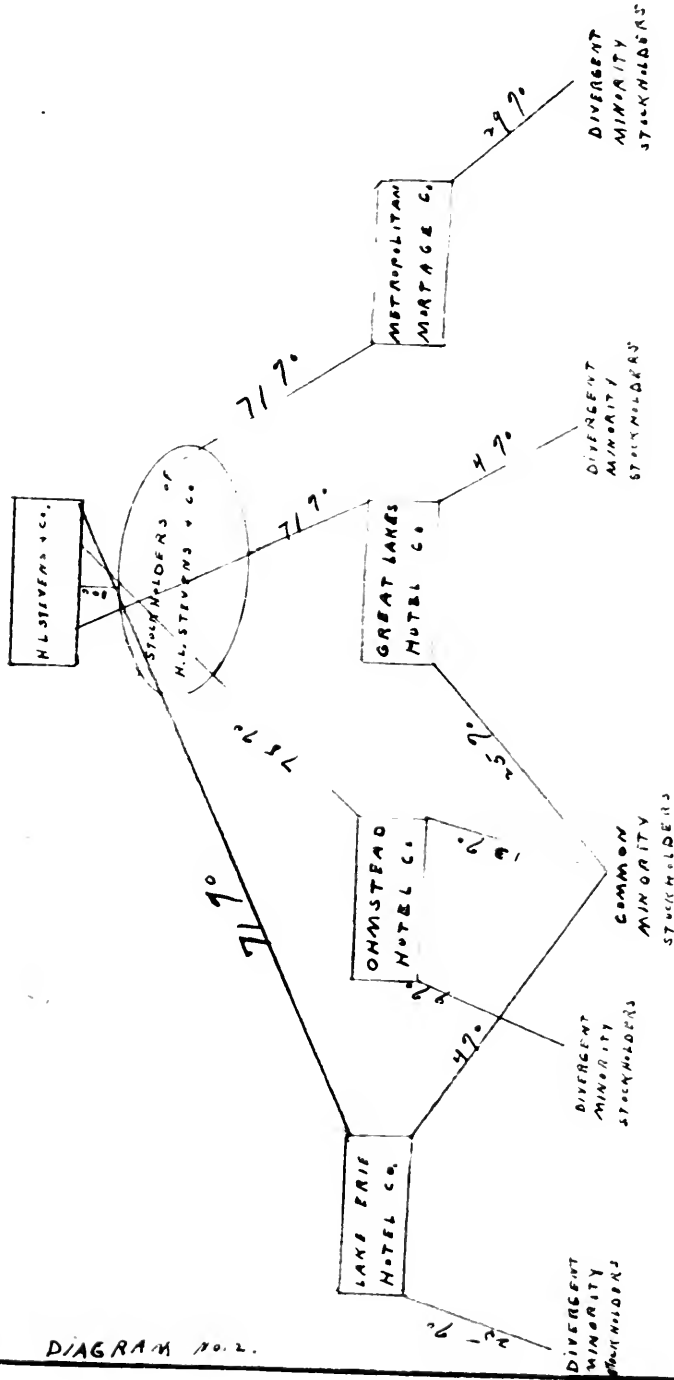 DIAGRAM NO. 2.
H.L STEVENS + CO.
STOCKHOLDERS OF
H.L. STEVENS + CO
71 %
78 %
71 %
71 %
LAKE ERIE
HOTEL CO.
OHMSTEAD
HOTEL CO
GREAT LAKES
HOTEL CO
METROPOLITAN
MORTAGE CO.
4%
25 %
4 %
29 %
DIVERGENT
MINORITY
STOCKHOLDERS
DIVERGENT
MINORITY
STOCKHOLDERS
COMMON
MINORITY
STOCKHOLDERS
DIVERGENT
MINORITY
STOCKHOLDERS
DIVERGENT
MINORITY
STOCKHOLDERS